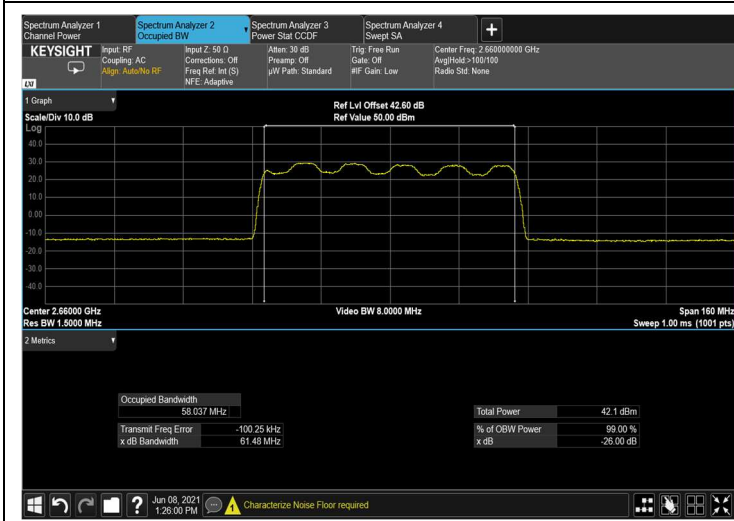 Spectrum Analyzer 1
Channel Power
Spectrum Analyzer 2
Occupied BW
Spectrum Analyzer 3
Power Stat CCDF
Spectrum Analyzer 4
Swept SA
KEYSIGHT
LXI
Input: RF
Coupling: AC
Align: Auto/No RF
Input Z: 50 Ω
Corrections: Off
Freq Ref: Int (S)
NFE: Adaptive
Atten: 30 dB
Preamp: Off
µW Path: Standard
Trig: Free Run
Gate: Off
#IF Gain: Low
Center Freq: 2.660000000 GHz
Avg|Hold:>100/100
Radio Std: None
1 Graph
Scale/Div 10.0 dB
Ref Lvl Offset 42.60 dB
Ref Value 50.00 dBm
Log
40.0
30.0
20.0
10.0
0.00
-10.0
-20.0
-30.0
-40.0
Center 2.66000 GHz
Res BW 1.5000 MHz
Video BW 8.0000 MHz
Span 160 MHz
Sweep 1.00 ms (1001 pts)
2 Metrics
Occupied Bandwidth
58.037 MHz
Transmit Freq Error -100.25 kHz
x dB Bandwidth 61.48 MHz
Total Power 42.1 dBm
% of OBW Power 99.00 %
x dB -26.00 dB
?
Jun 08, 2021
1:26:00 PM
1
Characterize Noise Floor required